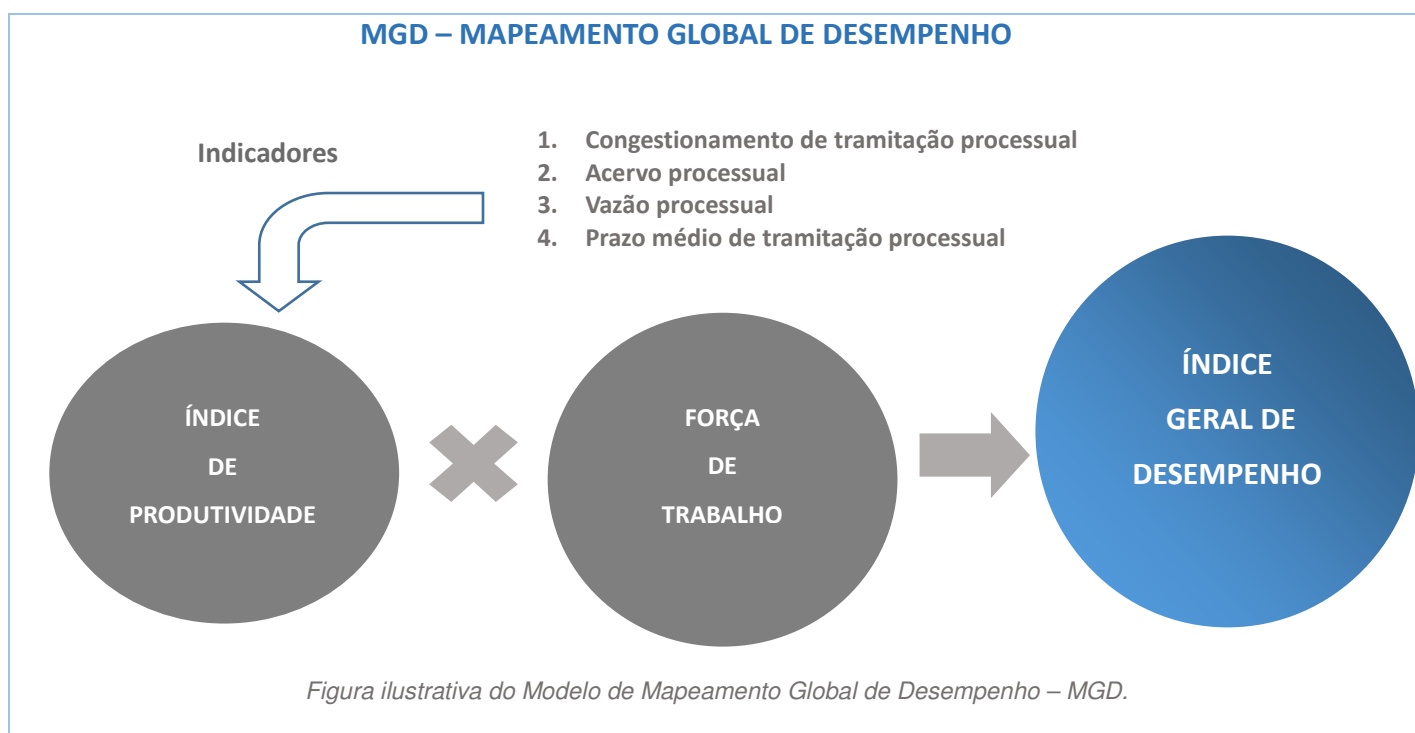 MGD – MAPEAMENTO GLOBAL DE DESEMPENHO
Indicadores
1. Congestionamento de tramitação processual
2. Acervo processual
3. Vazão processual
4. Prazo médio de tramitação processual
ÍNDICE
DE
PRODUTIVIDADE
FORÇA
DE
TRABALHO
ÍNDICE
GERAL DE
DESEMPENHO
Figura ilustrativa do Modelo de Mapeamento Global de Desempenho – MGD.